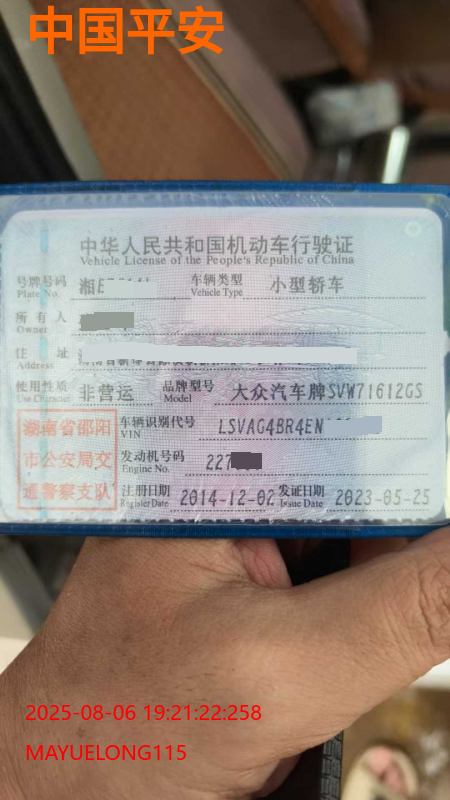 中国平安
中华人民共和国机动车行驶证
Vehicle License of the People's Republic of China
号牌号码 湘E 车辆类型 小型轿车
Plate No. Vehicle Type
所有人
Owner
住址
Address
使用性质 非营运 品牌型号 大众汽车牌SVW71612GS
Use Character Model
湖南省邵阳 车辆识别代号 LSVAG4BR4EN
VIN
市公安局交 发动机号码 227
Engine No.
通警察支队 注册日期 2014-12-02 发证日期 2023-05-25
Register Date Issue Date
2025-08-06 19:21:22:258
MAYUELONG115